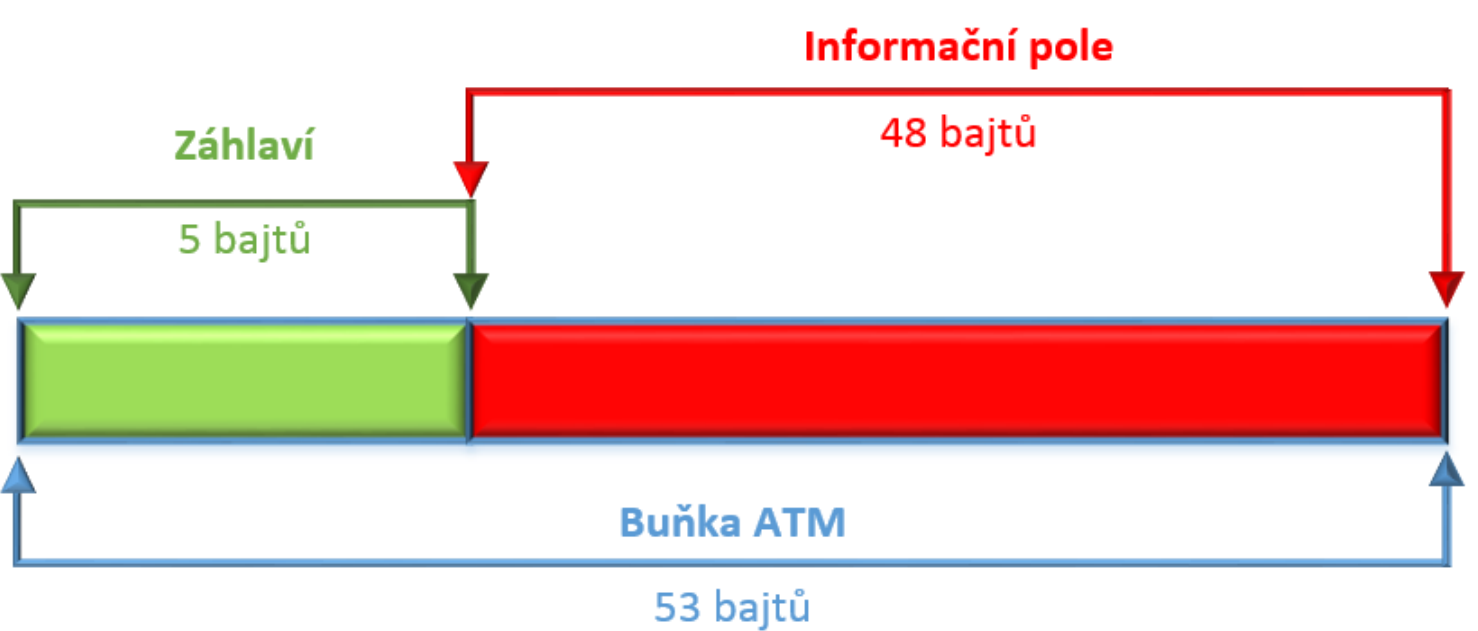 Informační pole
48 bajtů
Záhlaví
5 bajtů
Buňka ATM
53 bajtů